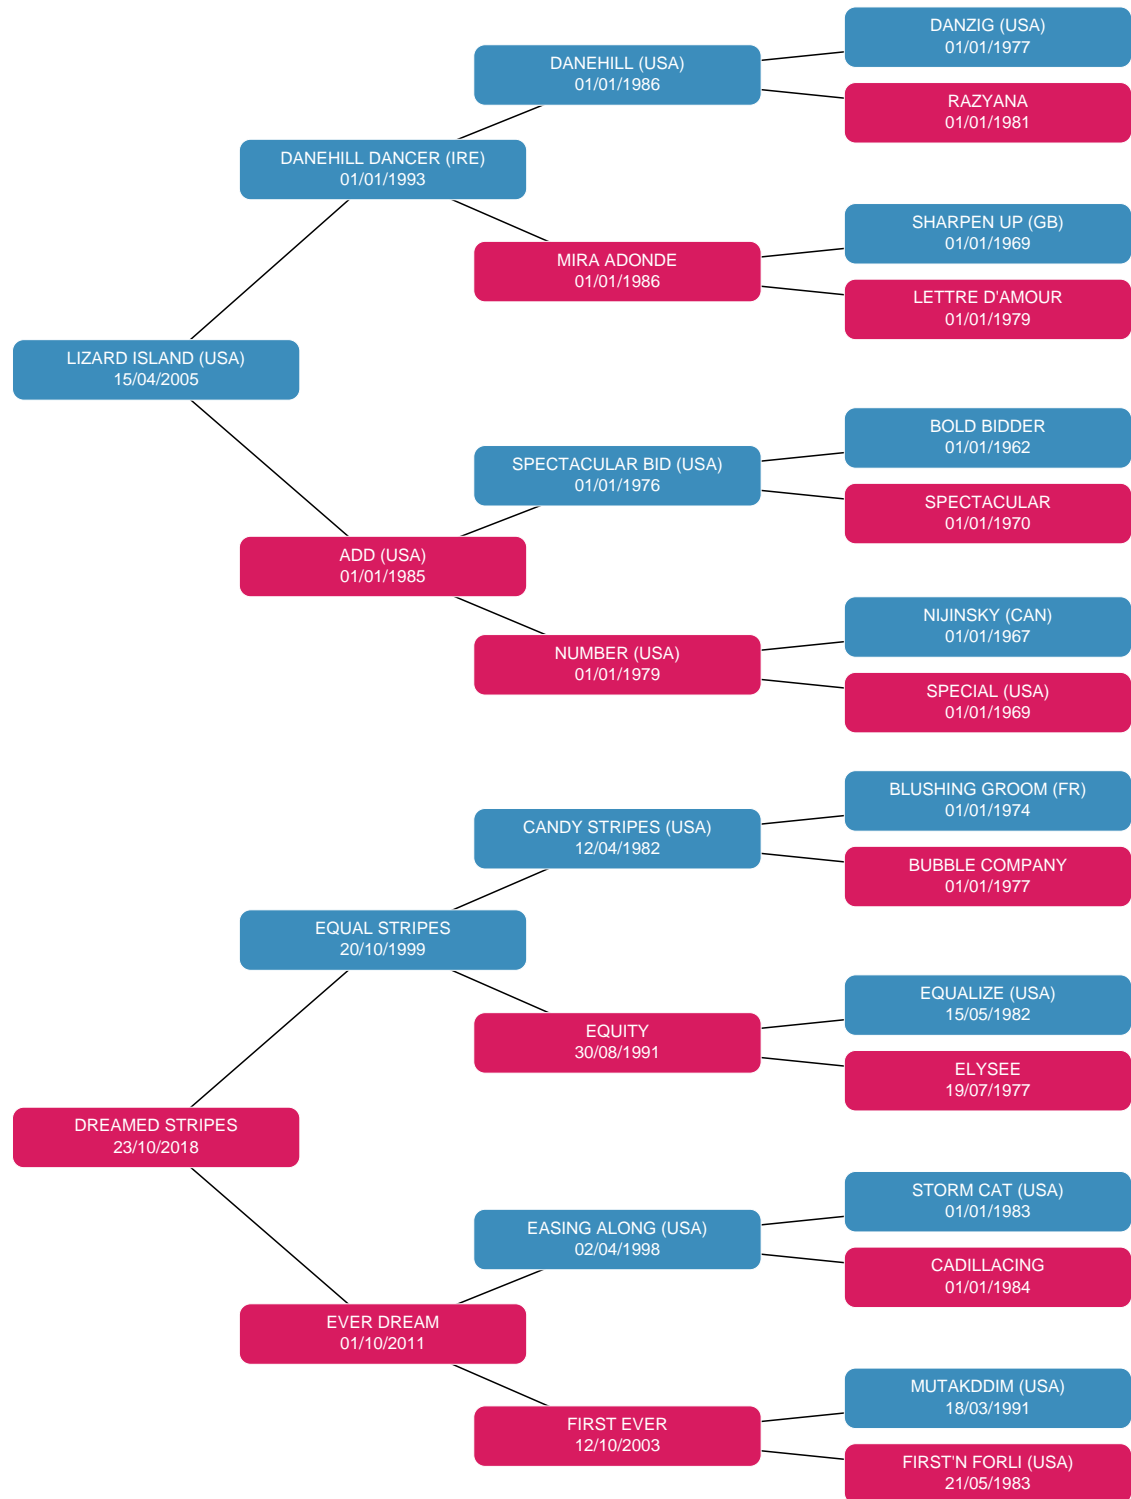 DANZIG (USA)
01/01/1977
DANEHILL (USA)
01/01/1986
RAZYANA
01/01/1981
DANEHILL DANCER (IRE)
01/01/1993
SHARPEN UP (GB)
01/01/1969
MIRA ADONDE
01/01/1986
LETTRE D'AMOUR
01/01/1979
LIZARD ISLAND (USA)
15/04/2005
BOLD BIDDER
01/01/1962
SPECTACULAR BID (USA)
01/01/1976
SPECTACULAR
01/01/1970
ADD (USA)
01/01/1985
NIJINSKY (CAN)
01/01/1967
NUMBER (USA)
01/01/1979
SPECIAL (USA)
01/01/1969
BLUSHING GROOM (FR)
01/01/1974
CANDY STRIPES (USA)
12/04/1982
BUBBLE COMPANY
01/01/1977
EQUAL STRIPES
20/10/1999
EQUALIZE (USA)
15/05/1982
EQUITY
30/08/1991
ELYSEE
19/07/1977
DREAMED STRIPES
23/10/2018
STORM CAT (USA)
01/01/1983
EASING ALONG (USA)
02/04/1998
CADILLACING
01/01/1984
EVER DREAM
01/10/2011
MUTAKDDIM (USA)
18/03/1991
FIRST EVER
12/10/2003
FIRST'N FORLI (USA)
21/05/1983